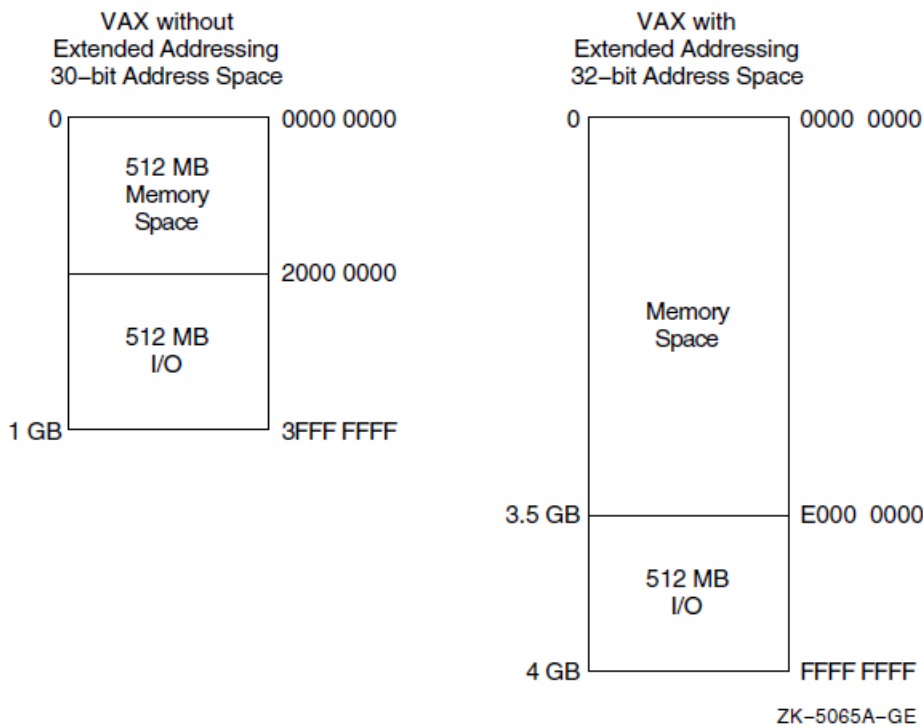 VAX without
Extended Addressing
30–bit Address Space
0
0000 0000
512 MB
Memory
Space
2000 0000
512 MB
I/O
1 GB
3FFF FFFF
VAX with
Extended Addressing
32–bit Address Space
0
0000 0000
Memory
Space
3.5 GB
E000 0000
512 MB
I/O
4 GB
FFFF FFFF
ZK–5065A–GE